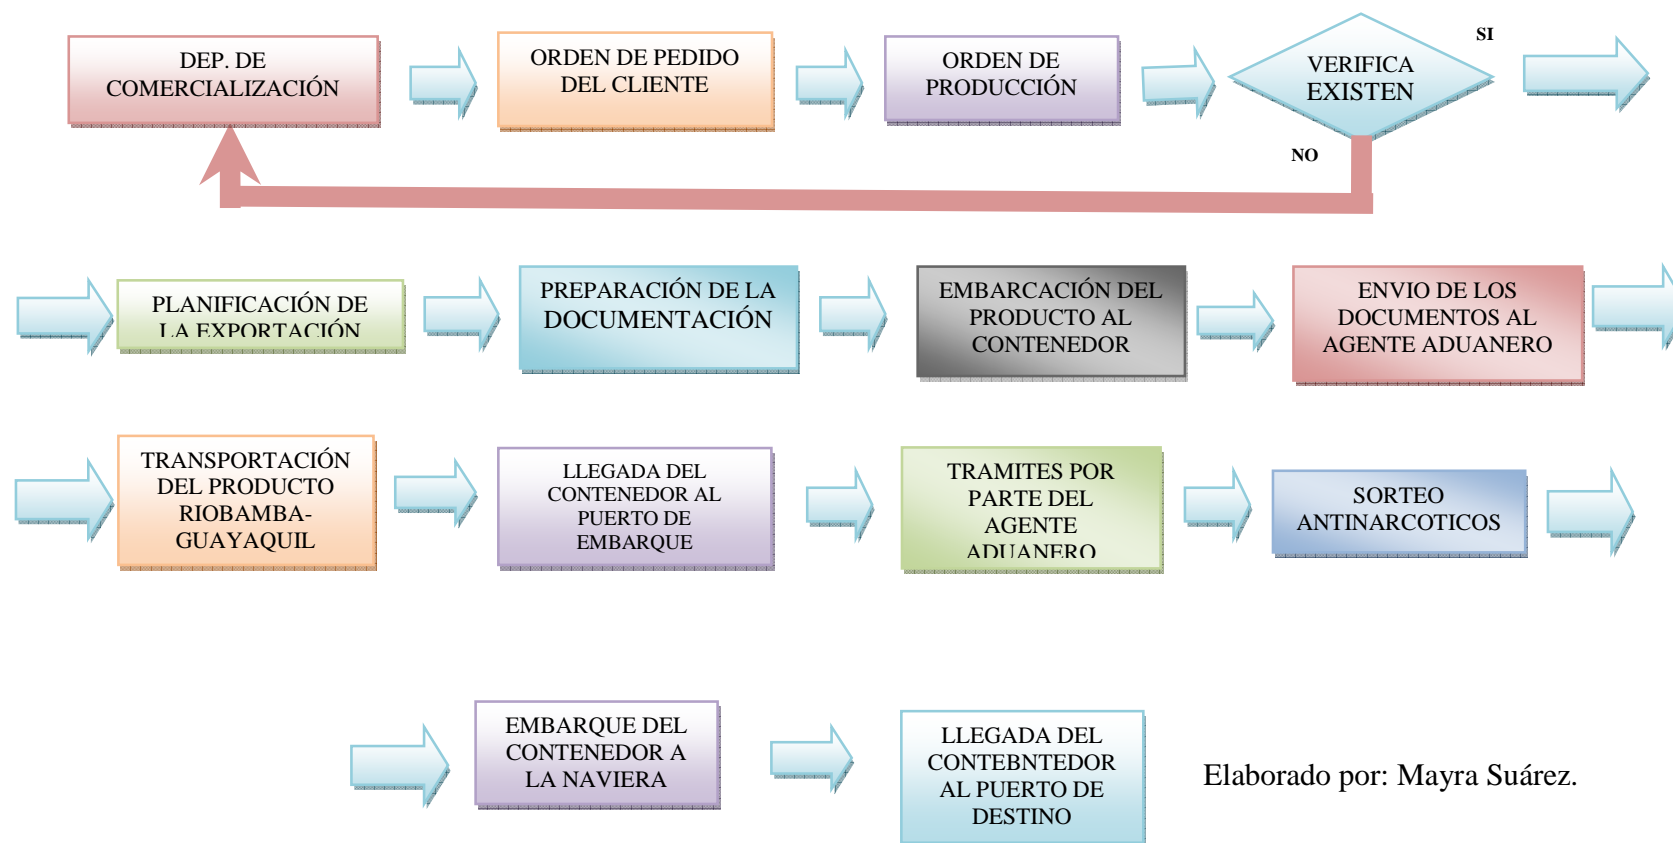 DEP. DE
COMERCIALIZACIÓN
ORDEN DE PEDIDO
DEL CLIENTE
ORDEN DE
PRODUCCIÓN
VERIFICA
EXISTEN
SI
NO
PLANIFICACIÓN DE
LA EXPORTACIÓN
PREPARACIÓN DE LA
DOCUMENTACIÓN
EMBARCACIÓN DEL
PRODUCTO AL
CONTENEDOR
ENVIO DE LOS
DOCUMENTOS AL
AGENTE ADUANERO
TRANSPORTACIÓN
DEL PRODUCTO
RIOBAMBA-
GUAYAQUIL
LLEGADA DEL
CONTENEDOR AL
PUERTO DE
EMBARQUE
TRAMITES POR
PARTE DEL
AGENTE
ADUANERO
SORTEO
ANTINARCOTICOS
EMBARQUE DEL
CONTENEDOR A
LA NAVIERA
LLEGADA DEL
CONTEBNTEDOR
AL PUERTO DE
DESTINO
Elaborado por: Mayra Suárez.